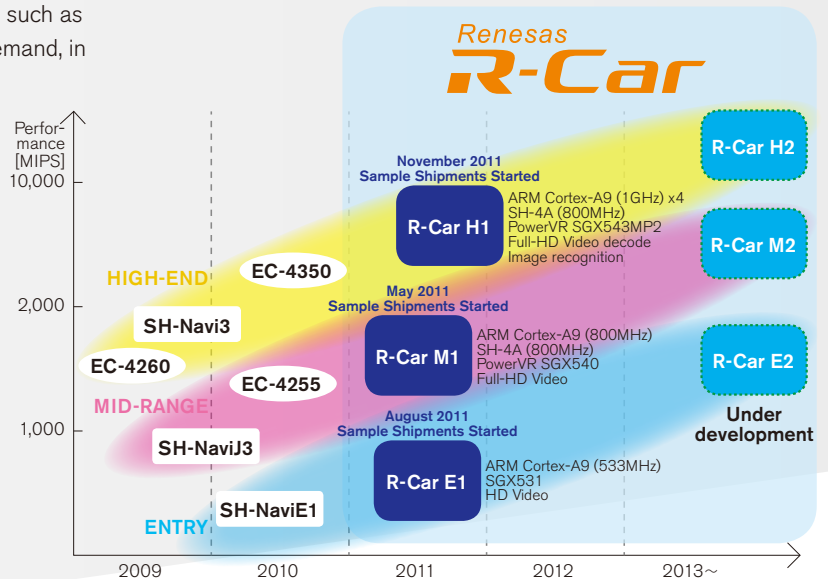 such as
emand, in
Renesas
R-Car
Perfor-
mance
[MIPS]
10,000
2,000
1,000
HIGH-END
MID-RANGE
ENTRY
EC-4350
SH-Navi3
EC-4260
EC-4255
SH-NaviJ3
SH-NaviE1
November 2011
Sample Shipments Started
R-Car H1
ARM Cortex-A9 (1GHz) x4
SH-4A (800MHz)
PowerVR SGX543MP2
Full-HD Video decode
Image recognition
May 2011
Sample Shipments Started
R-Car M1
ARM Cortex-A9 (800MHz)
SH-4A (800MHz)
PowerVR SGX540
Full-HD Video
August 2011
Sample Shipments Started
R-Car E1
ARM Cortex-A9 (533MHz)
SGX531
HD Video
R-Car H2
R-Car M2
R-Car E2
Under
development
2009
2010
2011
2012
2013～